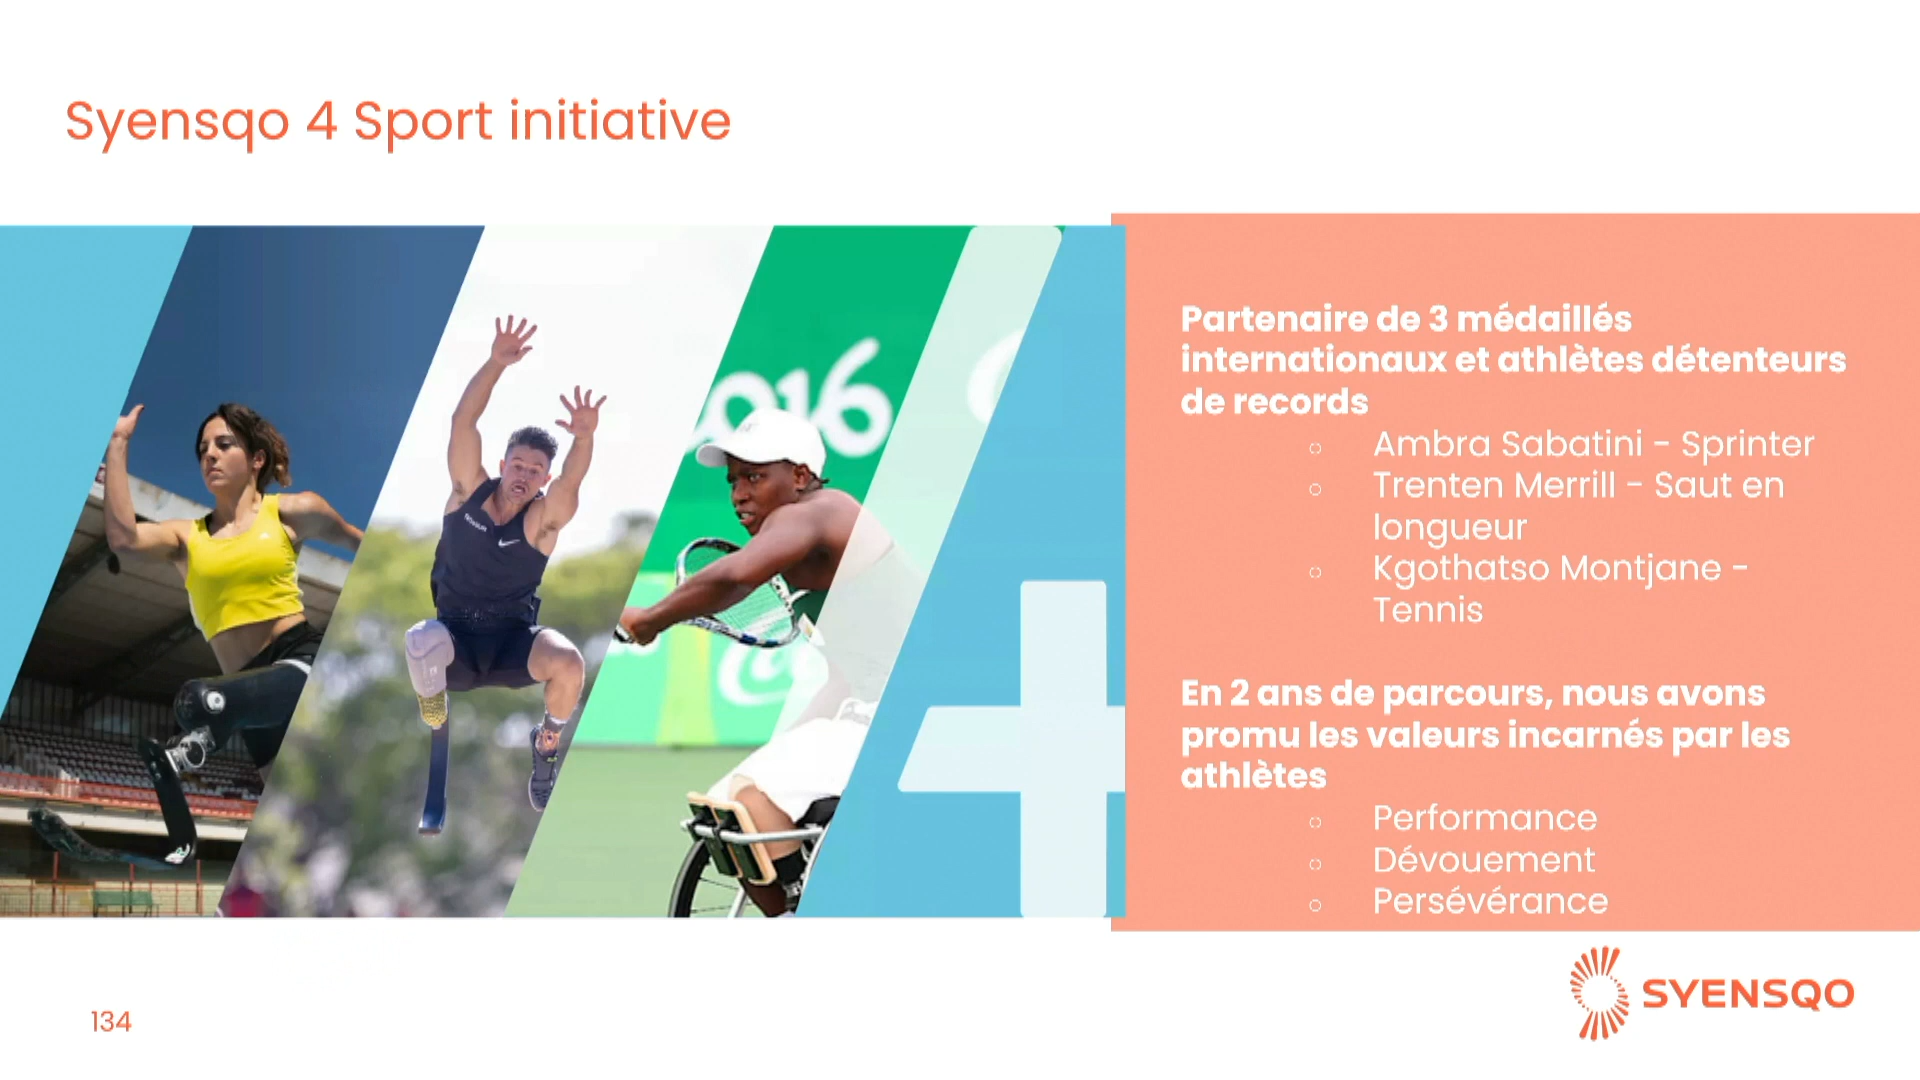 Syensqo 4 Sport initiative
2016
Partenaire de 3 médaillés
internationaux et athlètes détenteurs
de records
○ Ambra Sabatini - Sprinter
○ Trenten Merrill - Saut en
longueur
○ Kgothatso Montjane -
Tennis
En 2 ans de parcours, nous avons
promu les valeurs incarnés par les
athlètes
○ Performance
○ Dévouement
○ Persévérance
134
SYENSQO